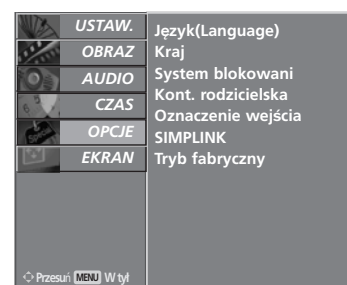 USTAW.
OBRAZ
AUDIO
CZAS
OPCJE
EKRAN
Język(Language)
Kraj
System blokowani
Kont. rodzicielska
Oznaczenie wejścia
SIMPLINK
Tryb fabryczny
Przesuń MENU W tył